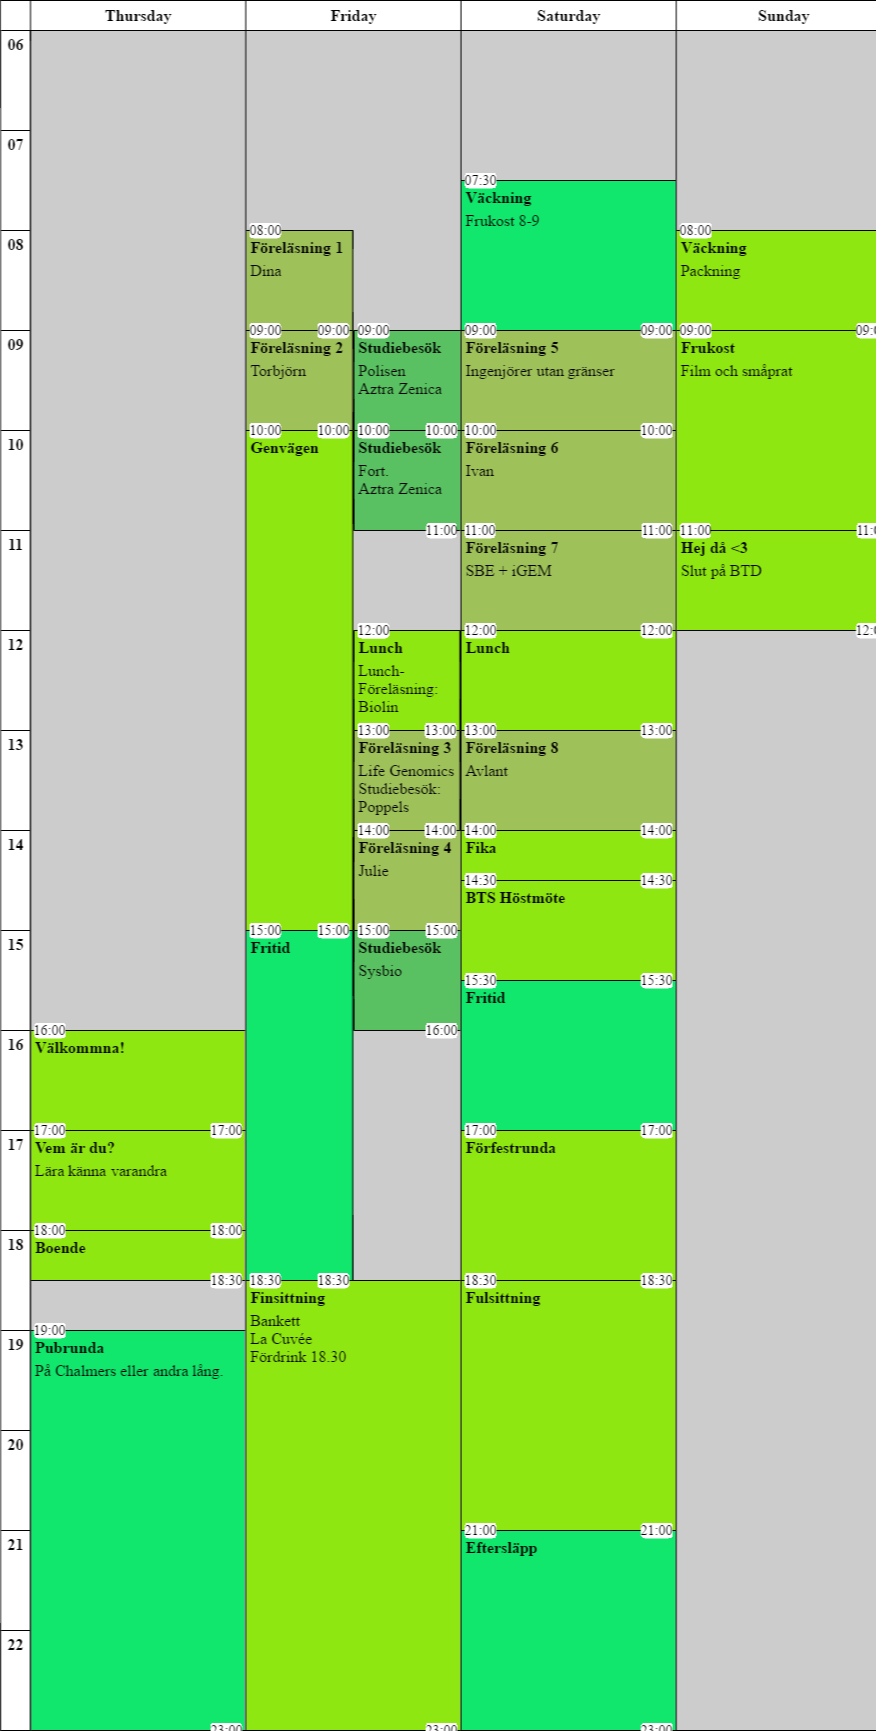 Thursday
Friday
Saturday
Sunday
06
07
08
09
10
11
12
13
14
15
16
17
18
19
20
21
22
16:00
Välkommna!
17:00 17:00
Vem är du?
Lära känna varandra
18:00 18:00
Boende
18:30
19:00
Pubrunda
På Chalmers eller andra lång.
23:00
08:00
Föreläsning 1
Dina
09:00 09:00
Föreläsning 2
Torbjörn
10:00 10:00
Genvägen
15:00 15:00
Fritid
18:30 18:30
Finsittning
Bankett
La Cuvée
Fördrink 18.30
23:00
09:00
Studiebesök
Polisen
Aztra Zenica
10:00 10:00
Studiebesök
Fort.
Aztra Zenica
11:00
12:00
Lunch
Lunch-
Föreläsning:
Biolin
13:00 13:00
Föreläsning 3
Life Genomics
Studiebesök:
Poppels
14:00 14:00
Föreläsning 4
Julie
15:00 15:00
Studiebesök
Sysbio
16:00
07:30
Väckning
Frukost 8-9
09:00 09:00
Föreläsning 5
Ingenjörer utan gränser
10:00 10:00
Föreläsning 6
Ivan
11:00 11:00
Föreläsning 7
SBE + iGEM
12:00 12:00
Lunch
13:00 13:00
Föreläsning 8
Avlant
14:00 14:00
Fika
14:30 14:30
BTS Höstmöte
15:30 15:30
Fritid
17:00 17:00
Förfestrunda
18:30 18:30
Fulsittning
21:00 21:00
Eftersläpp
23:00
08:00
Väckning
Packning
09:00 09:0
Frukost
Film och småprat
11:00 11:0
Hej då <3
Slut på BTD
12:0